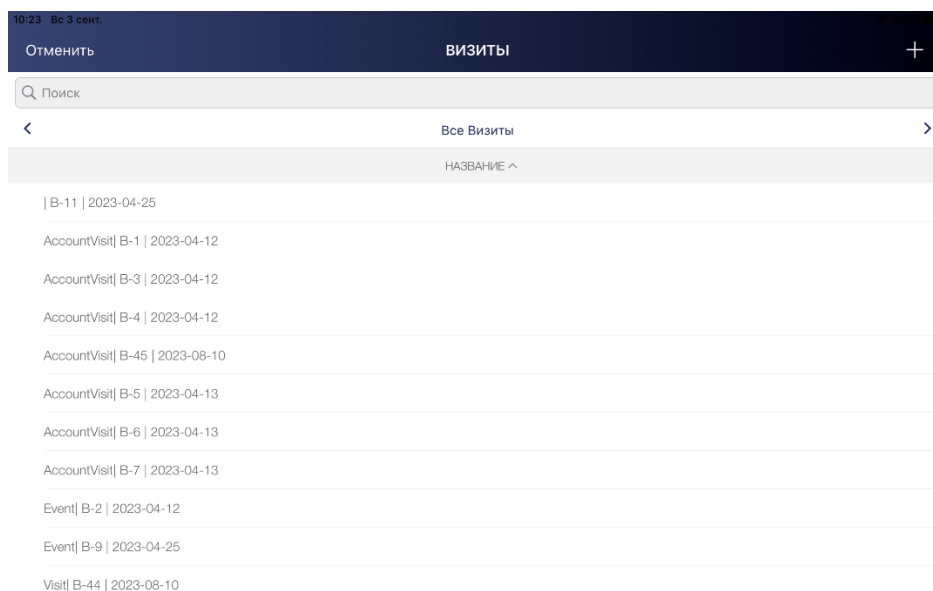 10:23 Вс 3 сент.
Отменить ВИЗИТЫ +
Поиск
Все Визиты
НАЗВАНИЕ
| В-11 | 2023-04-25
AccountVisit| В-1 | 2023-04-12
AccountVisit| В-3 | 2023-04-12
AccountVisit| В-4 | 2023-04-12
AccountVisit| В-45 | 2023-08-10
AccountVisit| В-5 | 2023-04-13
AccountVisit| В-6 | 2023-04-13
AccountVisit| В-7 | 2023-04-13
Event| В-2 | 2023-04-12
Event| В-9 | 2023-04-25
Visit| В-44 | 2023-08-10